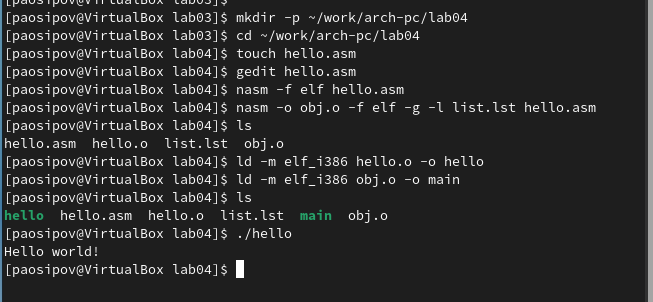 [paosipov@VirtualBox lab03]$
[paosipov@VirtualBox lab03]$ mkdir -p ~/work/arch-pc/lab04
[paosipov@VirtualBox lab03]$ cd ~/work/arch-pc/lab04
[paosipov@VirtualBox lab04]$ touch hello.asm
[paosipov@VirtualBox lab04]$ gedit hello.asm
[paosipov@VirtualBox lab04]$ nasm -f elf hello.asm
[paosipov@VirtualBox lab04]$ nasm -o obj.o -f elf -g -l list.lst hello.asm
[paosipov@VirtualBox lab04]$ ls
hello.asm  hello.o  list.lst  obj.o
[paosipov@VirtualBox lab04]$ ld -m elf_i386 hello.o -o hello
[paosipov@VirtualBox lab04]$ ld -m elf_i386 obj.o -o main
[paosipov@VirtualBox lab04]$ ls
hello  hello.asm  hello.o  list.lst  main  obj.o
[paosipov@VirtualBox lab04]$ ./hello
Hello world!
[paosipov@VirtualBox lab04]$